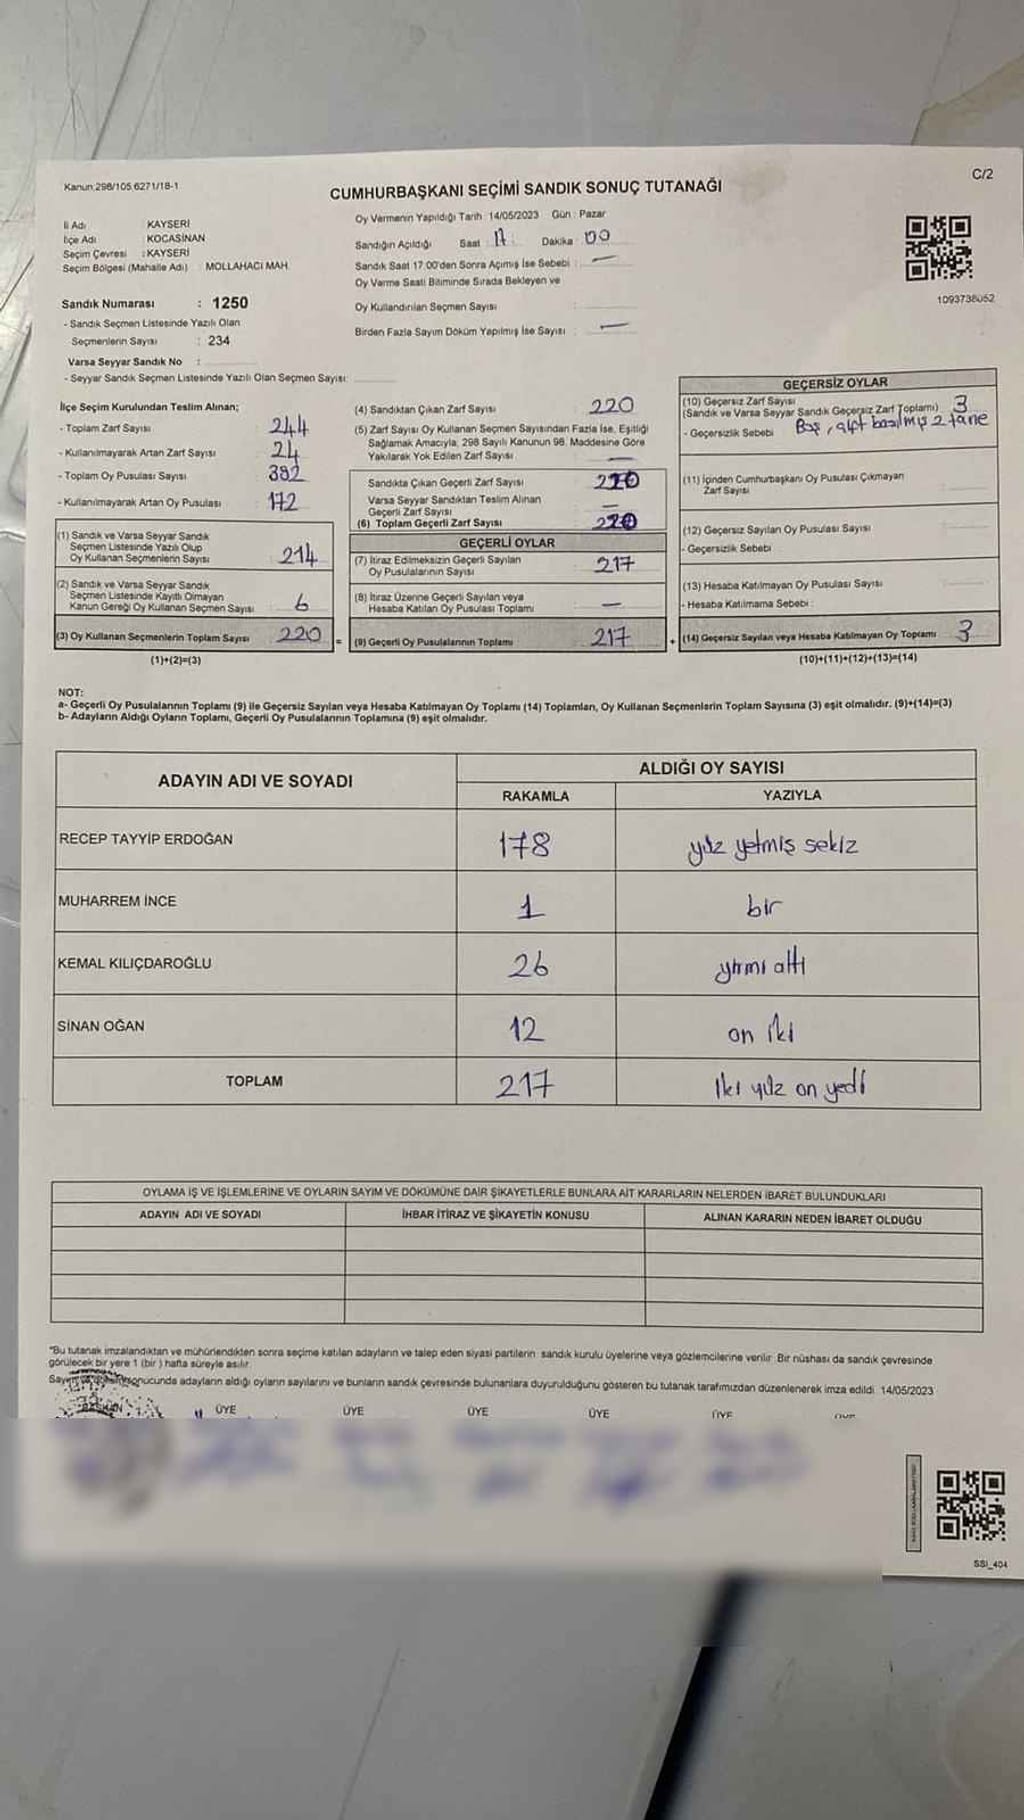 Kanun:298/105,6271/18-1
C/2
CUMHURBAŞKANI SEÇİMİ SANDIK SONUÇ TUTANAĞI
İl Adı KAYSERİ
İlçe Adı KOCASİNAN
Seçim Çevresi : KAYSERİ
Seçim Bölgesi (Mahalle Adı) MOLLAHACI MAH.
Oy Vermenin Yapıldığı Tarih : 14/05/2023 Gün : Pazar
Sandığın Açıldığı Saat 17 Dakika : 00
Sandık Saat 17:00'den Sonra Açımış İse Sebebi : —
Oy Verme Saati Bitiminde Sırada Bekleyen ve
Oy Kullandırılan Seçmen Sayısı
Birden Fazla Sayım Döküm Yapılmış İse Sayısı : —
1093738052
Sandık Numarası : 1250
- Sandık Seçmen Listesinde Yazılı Olan
Seçmenlerin Sayısı : 234
Varsa Seyyar Sandık No :
- Seyyar Sandık Seçmen Listesinde Yazılı Olan Seçmen Sayısı:
İlçe Seçim Kurulundan Teslim Alınan;
- Toplam Zarf Sayısı 244
- Kullanılmayarak Artan Zarf Sayısı 24
- Toplam Oy Pusulası Sayısı 392
- Kullanılmayarak Artan Oy Pusulası 172
(1) Sandık ve Varsa Seyyar Sandık
Seçmen Listesinde Yazılı Olup
Oy Kullanan Seçmenlerin Sayısı 214
(2) Sandık ve Varsa Seyyar Sandık
Seçmen Listesinde Kayıtlı Olmayan
Kanun Gereği Oy Kullanan Seçmen Sayısı 6
(3) Oy Kullanan Seçmenlerin Toplam Sayısı 220 =
(1)+(2)=(3)
(4) Sandıktan Çıkan Zarf Sayısı 220
(5) Zarf Sayısı Oy Kullanan Seçmen Sayısından Fazla İse, Eşitliği
Sağlamak Amacıyla, 298 Sayılı Kanunun 98. Maddesine Göre
Yakılarak Yok Edilen Zarf Sayısı —
Sandıkta Çıkan Geçerli Zarf Sayısı 220
Varsa Seyyar Sandıktan Teslim Alınan
Geçerli Zarf Sayısı —
(6) Toplam Geçerli Zarf Sayısı 220
GEÇERLİ OYLAR
(7) İtiraz Edilmeksizin Geçerli Sayılan
Oy Pusulalarının Sayısı 217
(8) İtiraz Üzerine Geçerli Sayılan veya
Hesaba Katılan Oy Pusulası Toplamı —
(9) Geçerli Oy Pusulalarının Toplamı 217 +
GEÇERSİZ OYLAR
(10) Geçersiz Zarf Sayısı
(Sandık ve Varsa Seyyar Sandık Geçersiz Zarf Toplamı) 3
- Geçersizlik Sebebi Boş, çift basılmış 2 tane
(11) İçinden Cumhurbaşkanı Oy Pusulası Çıkmayan
Zarf Sayısı
(12) Geçersiz Sayılan Oy Pusulası Sayısı
- Geçersizlik Sebebi
(13) Hesaba Katılmayan Oy Pusulası Sayısı
- Hesaba Katılmama Sebebi :
(14) Geçersiz Sayılan veya Hesaba Katılmayan Oy Toplamı 3
(10)+(11)+(12)+(13)=(14)
NOT:
a- Geçerli Oy Pusulalarının Toplamı (9) ile Geçersiz Sayılan veya Hesaba Katılmayan Oy Toplamı (14) Toplamları, Oy Kullanan Seçmenlerin Toplam Sayısına (3) eşit olmalıdır. (9)+(14)=(3)
b- Adayların Aldığı Oyların Toplamı, Geçerli Oy Pusulalarının Toplamına (9) eşit olmalıdır.
ADAYIN ADI VE SOYADI ALDIĞI OY SAYISI
RAKAMLA YAZIYLA
RECEP TAYYİP ERDOĞAN 178 yüz yetmiş sekiz
MUHARREM İNCE 1 bir
KEMAL KILIÇDAROĞLU 26 yirmi altı
SİNAN OĞAN 12 on iki
TOPLAM 217 iki yüz on yedi
OYLAMA İŞ VE İŞLEMLERİNE VE OYLARIN SAYIM VE DÖKÜMÜNE DAİR ŞİKAYETLERLE BUNLARA AİT KARARLARIN NELERDEN İBARET BULUNDUKLARI
ADAYIN ADI VE SOYADI İHBAR İTİRAZ VE ŞİKAYETİN KONUSU ALINAN KARARIN NEDEN İBARET OLDUĞU
"Bu tutanak imzalandıktan ve mühürlendikten sonra seçime katılan adayların ve talep eden siyasi partilerin sandık kurulu üyelerine veya gözlemcilerine verilir. Bir nüshası da sandık çevresinde
görülecek bir yere 1 (bir) hafta süreyle asılır.
sonucunda adayların aldığı oyların sayılarını ve bunların sandık çevresinde bulunanlara duyurulduğunu gösteren bu tutanak tarafımızdan düzenlenerek imza edildi. 14/05/2023
BAŞKAN ÜYE ÜYE ÜYE ÜYE ÜYE ÜYE
SSI_404